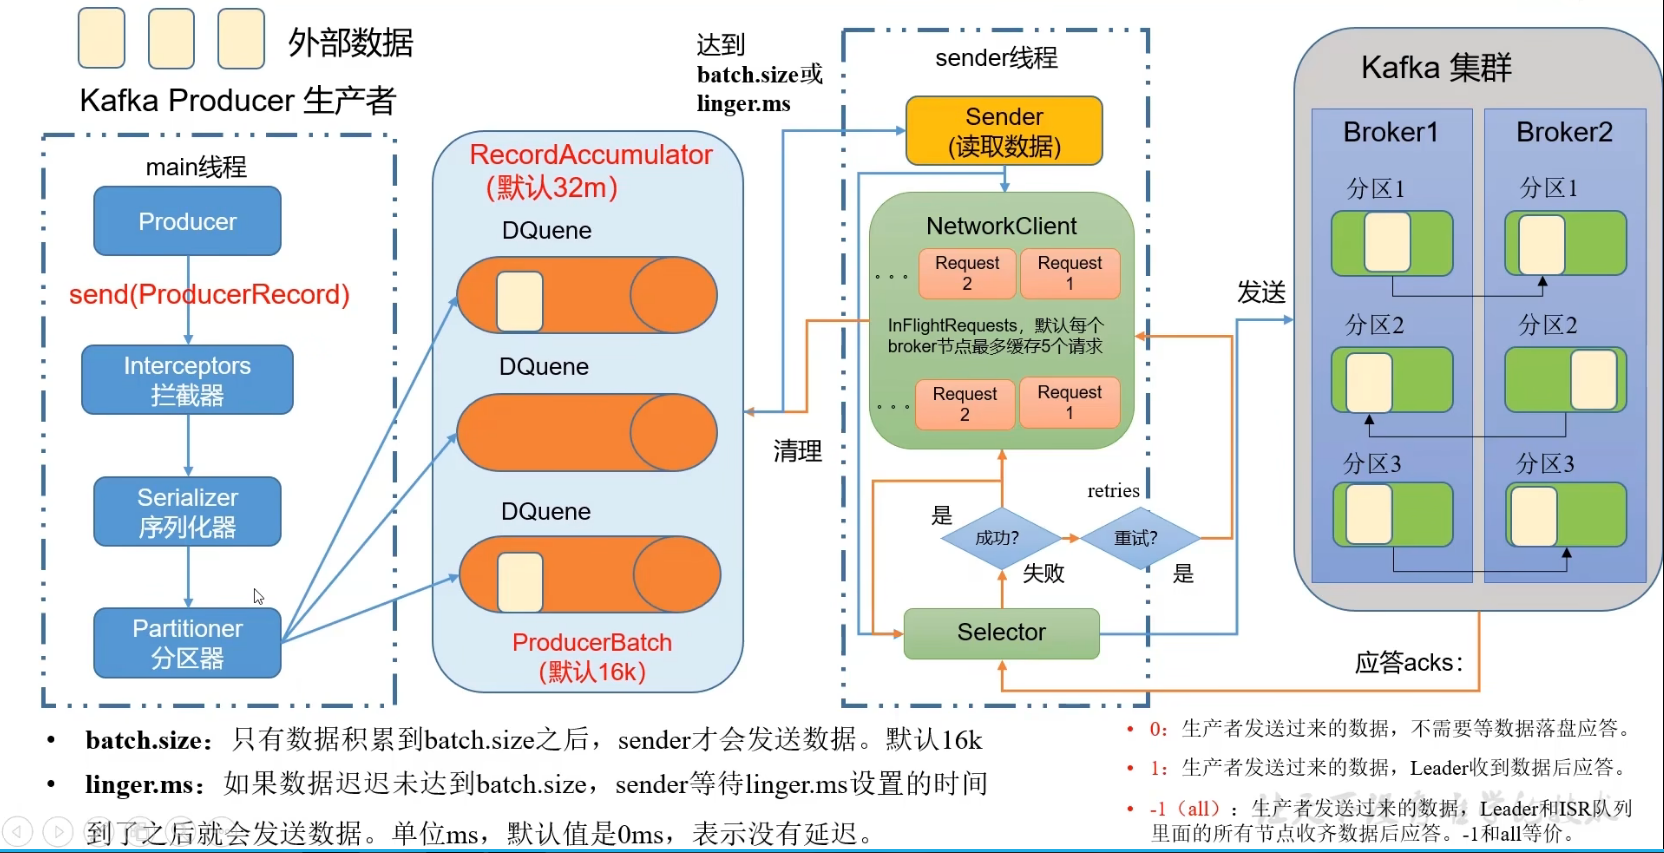 外部数据
Kafka Producer 生产者
main线程
Producer
send(ProducerRecord)
Interceptors
拦截器
Serializer
序列化器
Partitioner
分区器
RecordAccumulator
(默认32m)
DQuene
DQuene
DQuene
ProducerBatch
(默认16k)
达到
batch.size或
linger.ms
清理
sender线程
Sender
(读取数据)
NetworkClient
· · ·
Request
2
Request
1
InFlightRequests，默认每个
broker节点最多缓存5个请求
· · ·
Request
2
Request
1
retries
是
成功?
重试?
失败
是
Selector
发送
Kafka 集群
Broker1
Broker2
分区1
分区1
分区2
分区2
分区3
分区3
应答acks：
• batch.size：只有数据积累到batch.size之后，sender才会发送数据。默认16k
• linger.ms：如果数据迟迟未达到batch.size，sender等待linger.ms设置的时间
到了之后就会发送数据。单位ms，默认值是0ms，表示没有延迟。
• 0：生产者发送过来的数据，不需要等数据落盘应答。
• 1：生产者发送过来的数据，Leader收到数据后应答。
• -1（all）：生产者发送过来的数据，Leader和ISR队列
里面的所有节点收齐数据后应答。-1和all等价。